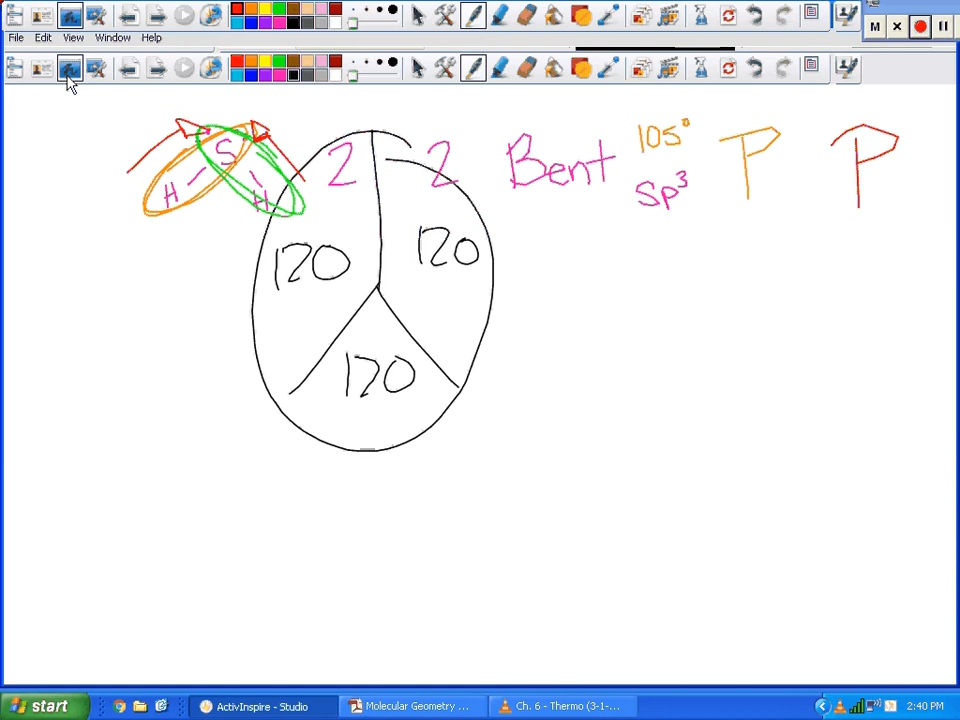 File Edit View Window Help
M
S
H H
2 2 Bent 105° P P
sp³
120 120
120
start
ActivInspire - Studio
Molecular Geometry ...
Ch. 6 - Thermo (3-1-...
2:40 PM